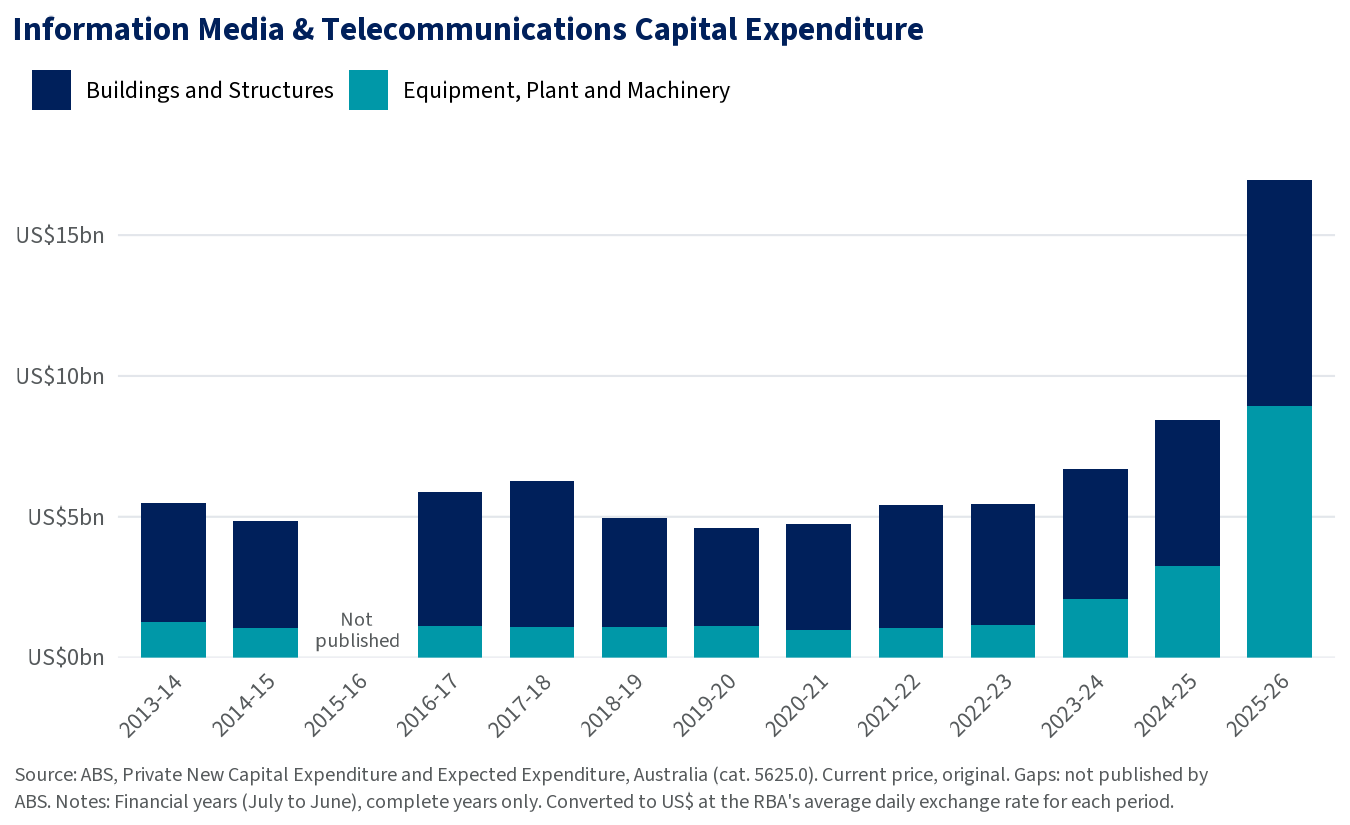 Information Media & Telecommunications Capital Expenditure
Buildings and Structures
Equipment, Plant and Machinery
US$15bn
US$10bn
US$5bn
US$0bn
Not
published
2013-14
2014-15
2015-16
2016-17
2017-18
2018-19
2019-20
2020-21
2021-22
2022-23
2023-24
2024-25
2025-26
Source: ABS, Private New Capital Expenditure and Expected Expenditure, Australia (cat. 5625.0). Current price, original. Gaps: not published by
ABS. Notes: Financial years (July to June), complete years only. Converted to US$ at the RBA's average daily exchange rate for each period.